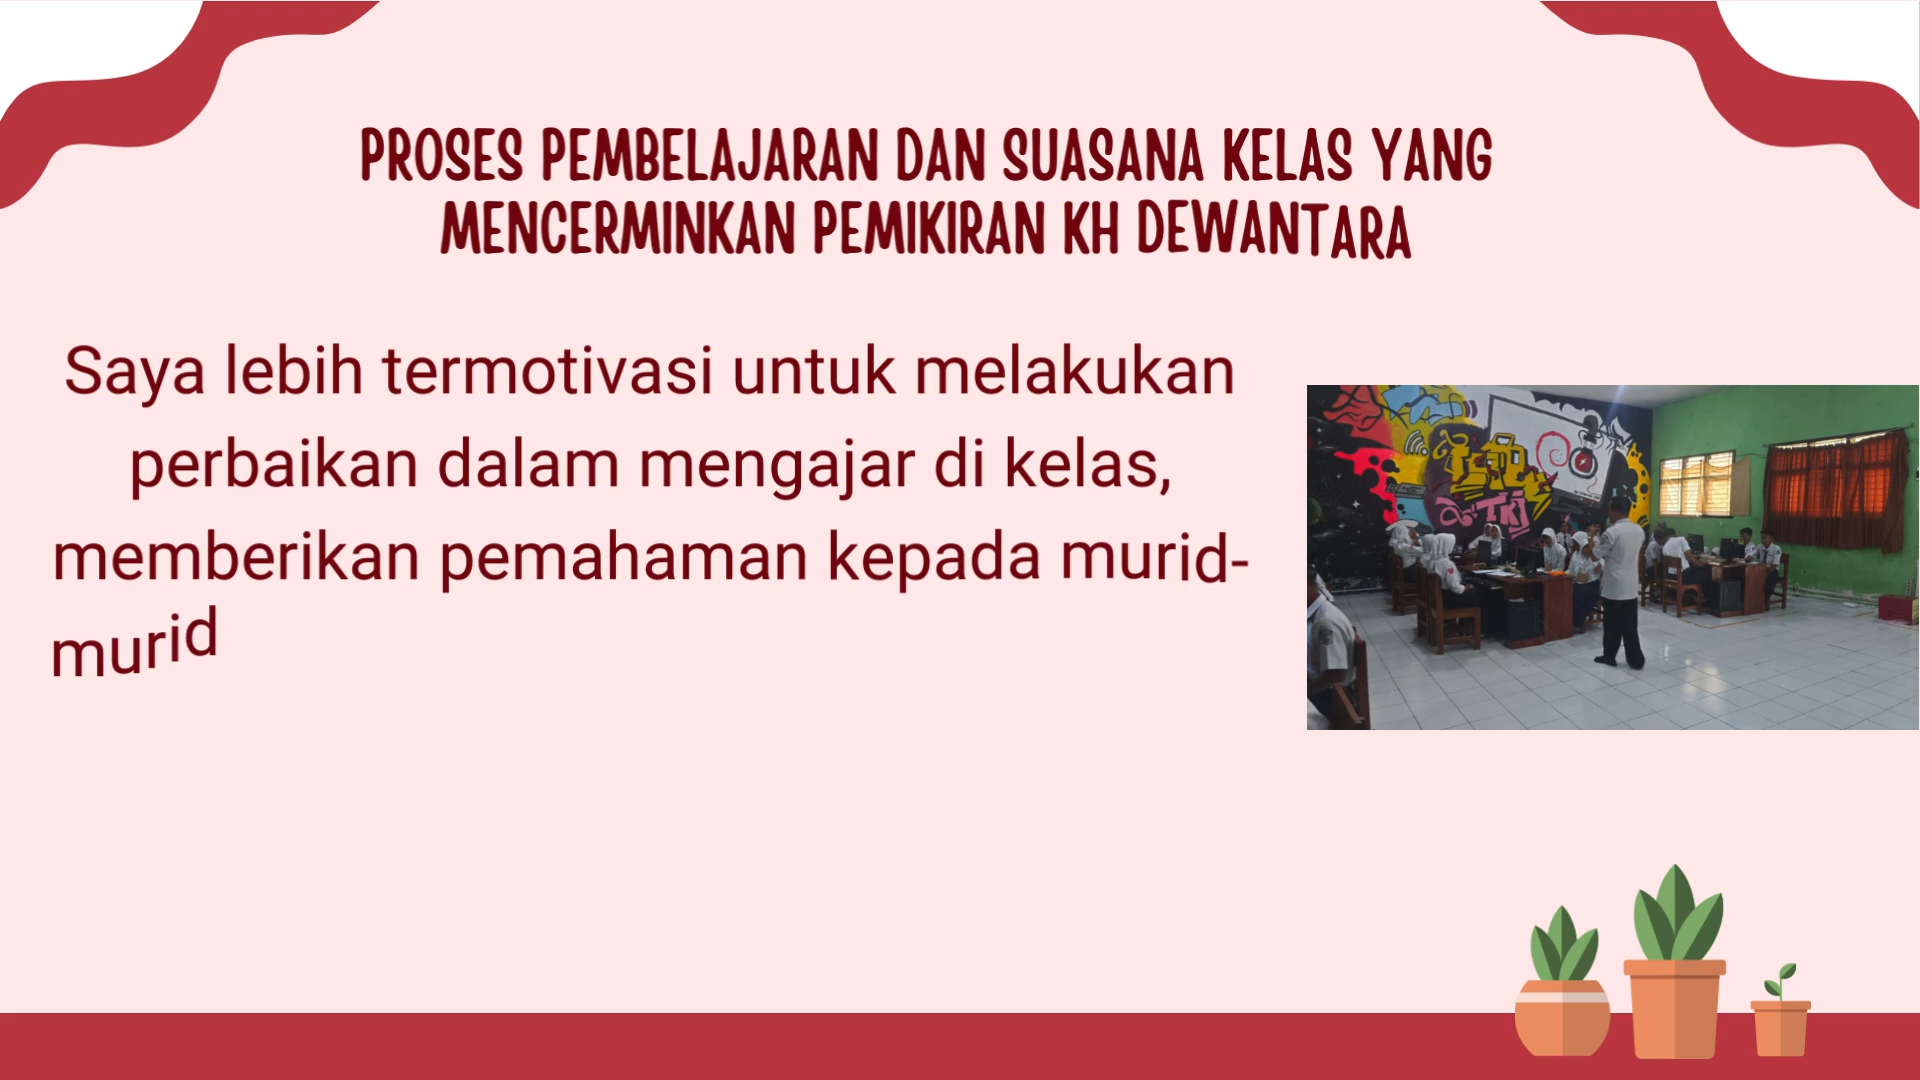 PROSES PEMBELAJARAN DAN SUASANA KELAS YANG
MENCERMINKAN PEMIKIRAN KH DEWANTARA
Saya lebih termotivasi untuk melakukan
perbaikan dalam mengajar di kelas,
memberikan pemahaman kepada murid-
murid
TKJ